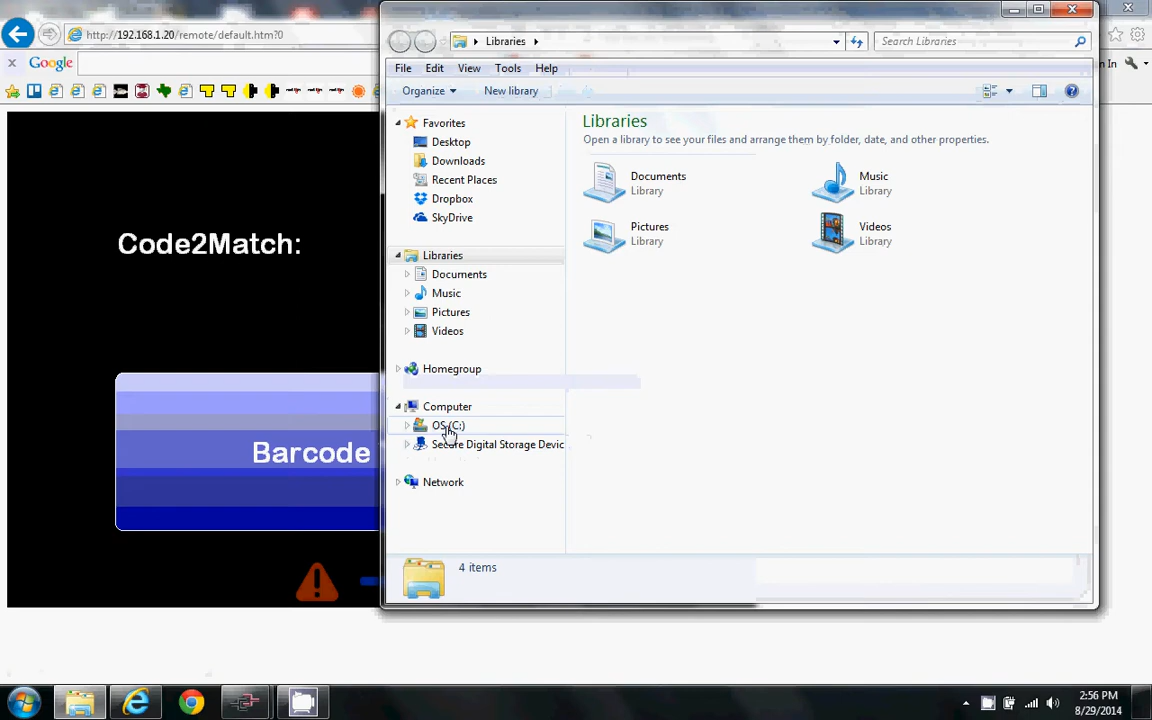 http://192.168.1.20/remote/default.htm?0
Libraries
Search Libraries
x Google
n In
File Edit View Tools Help
Organize New library
Favorites
Desktop
Downloads
Recent Places
Dropbox
SkyDrive
Libraries
Documents
Music
Pictures
Videos
Homegroup
Computer
OS (C:)
Secure Digital Storage Devic
Network
Libraries
Open a library to see your files and arrange them by folder, date, and other properties.
Documents
Library
Music
Library
Pictures
Library
Videos
Library
4 items
Code2Match:
Barcode
2:56 PM
8/29/2014